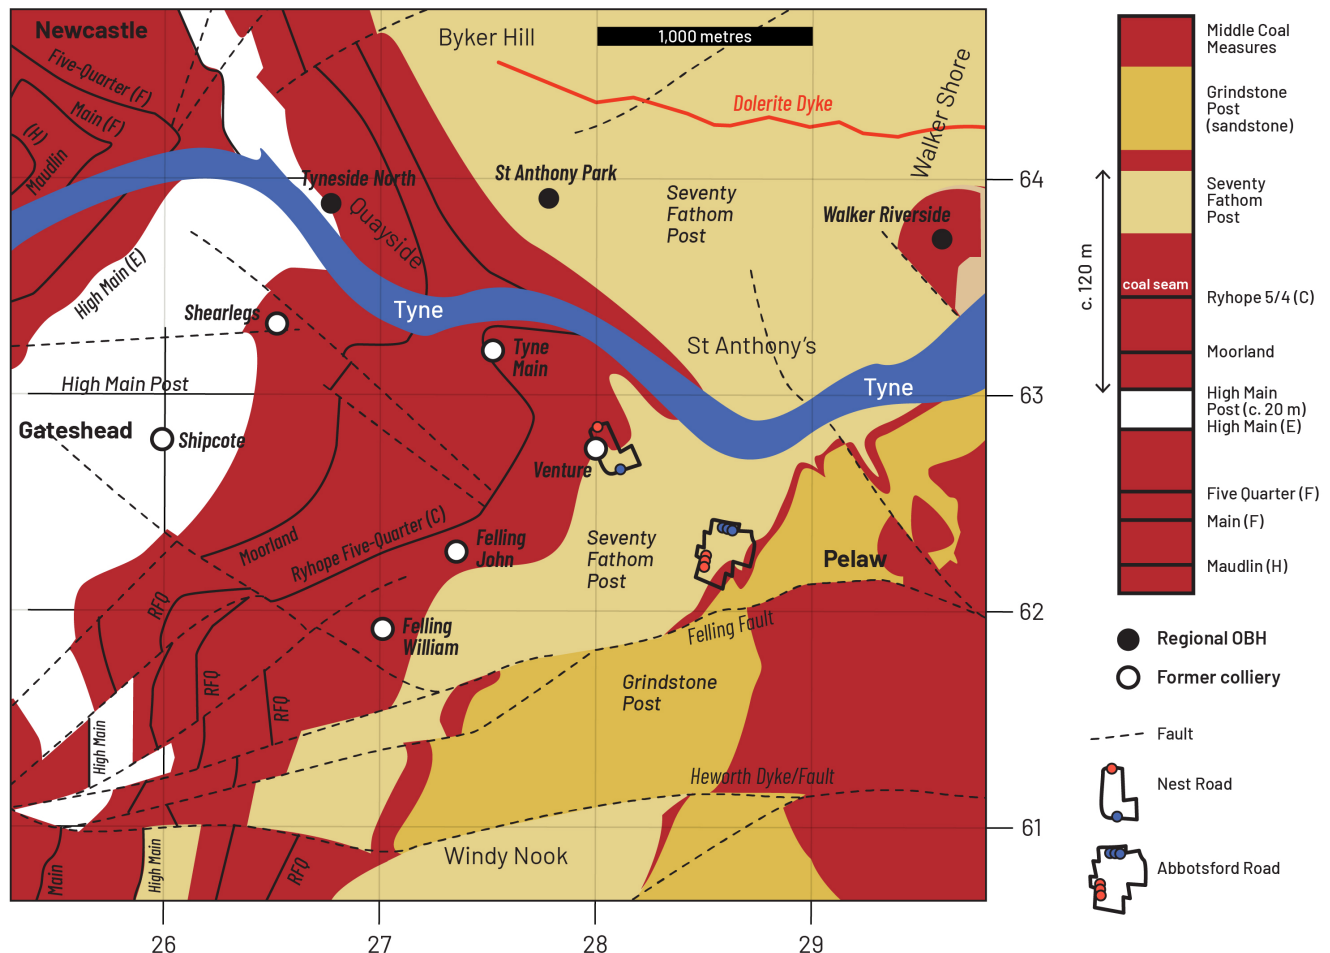 Newcastle
Byker Hill
1,000 metres
Five-Quarter (F)
Main (F)
(H)
Maudlin
Dolerite Dyke
Walker Shore
Tyneside North
St Anthony Park
Quayside
Seventy
Fathom
Post
Walker Riverside
64
High Main (E)
Shearlegs
Tyne
Tyne
Main
St Anthony's
Tyne
High Main Post
63
Gateshead
Shipcote
Venture
Moorland
Ryhope Five-Quarter (C)
Felling
John
Seventy
Fathom
Post
Pelaw
RFQ
62
Felling
William
Felling Fault
RFQ
RFQ
Grindstone
Post
High Main
Heworth Dyke/Fault
61
Main
High Main
RFQ
Windy Nook
26
27
28
29
Middle Coal
Measures
Grindstone
Post
(sandstone)
Seventy
Fathom
Post
c. 120 m
coal seam
Ryhope 5/4 (C)
Moorland
High Main
Post (c. 20 m)
High Main (E)
Five Quarter (F)
Main (F)
Maudlin (H)
Regional OBH
Former colliery
Fault
Nest Road
Abbotsford Road